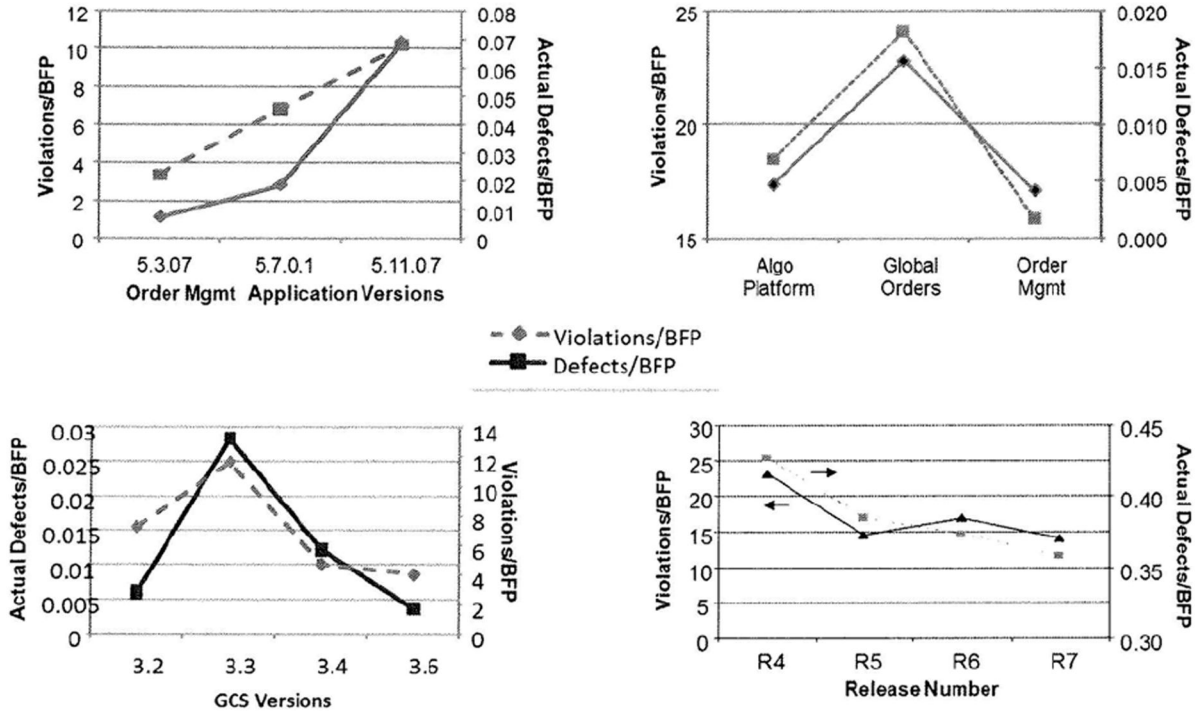 Violations/BFP
12
10
8
6
4
2
0
0.08
0.07
0.06
0.05
0.04
0.03
0.02
0.01
0
Actual Defects/BFP
5.3.07 5.7.0.1 5.11.0.7
Order Mgmt Application Versions
Violations/BFP
25
20
15
0.020
0.015
0.010
0.005
0.000
Actual Defects/BFP
Algo Global Order
Platform Orders Mgmt
Violations/BFP
Defects/BFP
Actual Defects/BFP
0.03
0.025
0.02
0.015
0.01
0.005
0
14
12
10
8
6
4
2
0
Violations/BFP
3.2 3.3 3.4 3.6
GCS Versions
Violations/BFP
30
25
20
15
10
5
0
0.45
0.40
0.35
0.30
Actual Defects/BFP
R4 R5 R6 R7
Release Number